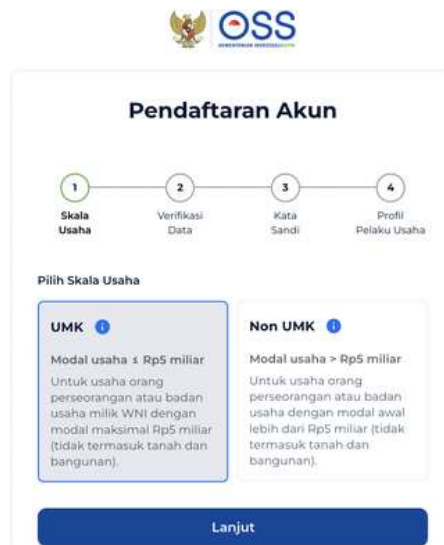 OSS
Pendaftaran Akun
1
2
3
4
Skala
Usaha
Verifikasi
Data
Kata
Sandi
Profil
Pelaku Usaha
Pilih Skala Usaha
UMK
Modal usaha ≤ Rp5 miliar
Untuk usaha orang
perseorangan atau badan
usaha milik WNI dengan
modal maksimal Rp5 miliar
(tidak termasuk tanah dan
bangunan).
Non UMK
Modal usaha > Rp5 miliar
Untuk usaha orang
perseorangan atau badan
usaha dengan modal awal
lebih dari Rp5 miliar (tidak
termasuk tanah dan
bangunan).
Lanjut